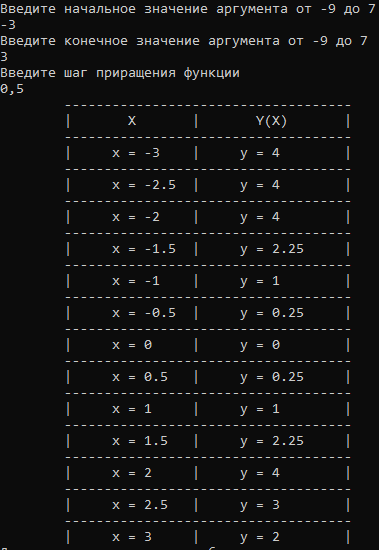 Введите начальное значение аргумента от -9 до 7
-3
Введите конечное значение аргумента от -9 до 7
3
Введите шаг приращения функции
0,5
------------------------------------
| X | Y(X) |
------------------------------------
| x = -3 | y = 4 |
------------------------------------
| x = -2.5 | y = 4 |
------------------------------------
| x = -2 | y = 4 |
------------------------------------
| x = -1.5 | y = 2.25 |
------------------------------------
| x = -1 | y = 1 |
------------------------------------
| x = -0.5 | y = 0.25 |
------------------------------------
| x = 0 | y = 0 |
------------------------------------
| x = 0.5 | y = 0.25 |
------------------------------------
| x = 1 | y = 1 |
------------------------------------
| x = 1.5 | y = 2.25 |
------------------------------------
| x = 2 | y = 4 |
------------------------------------
| x = 2.5 | y = 3 |
------------------------------------
| x = 3 | y = 2 |